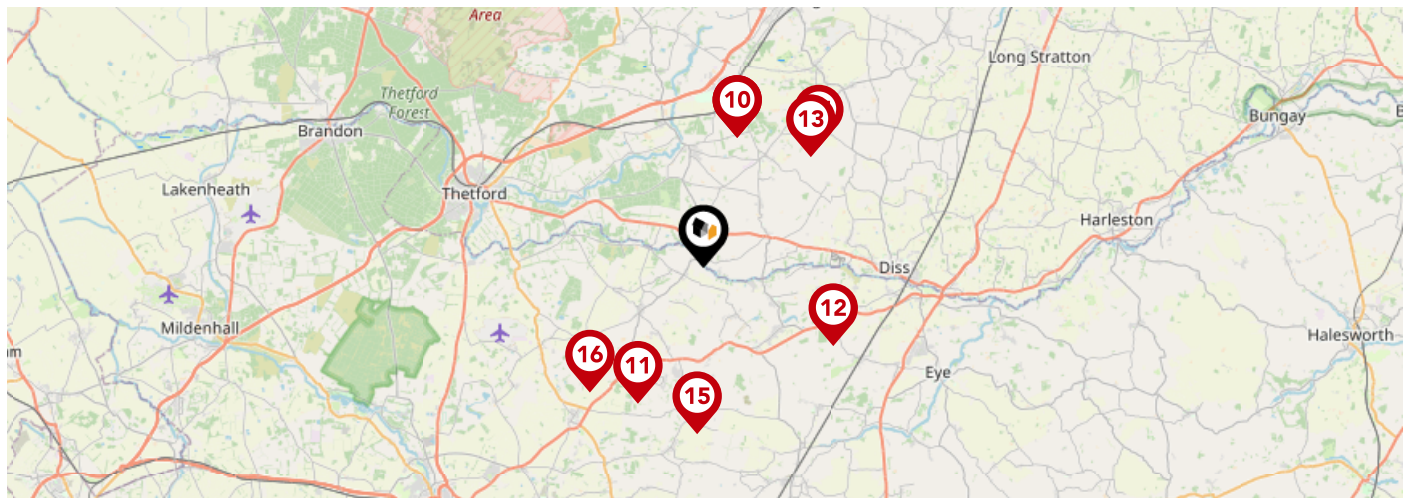 Area
Long Stratton
Thetford
Forest
10
13
Brandon
Bungay
Lakenheath
Thetford
Harleston
Diss
12
Mildenhall
Halesworth
am
16
11
Eye
15